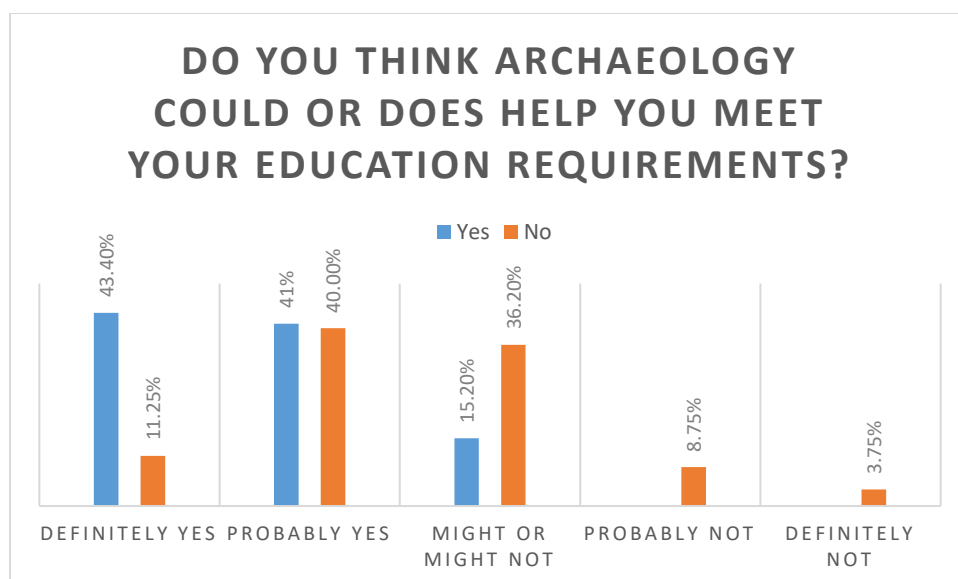 DO YOU THINK ARCHAEOLOGY
COULD OR DOES HELP YOU MEET
YOUR EDUCATION REQUIREMENTS?
Yes No
43.40%
11.25%
41%
40.00%
15.20%
36.20%
8.75%
3.75%
DEFINITELY YES
PROBABLY YES
MIGHT OR
MIGHT NOT
PROBABLY NOT
DEFINITELY
NOT